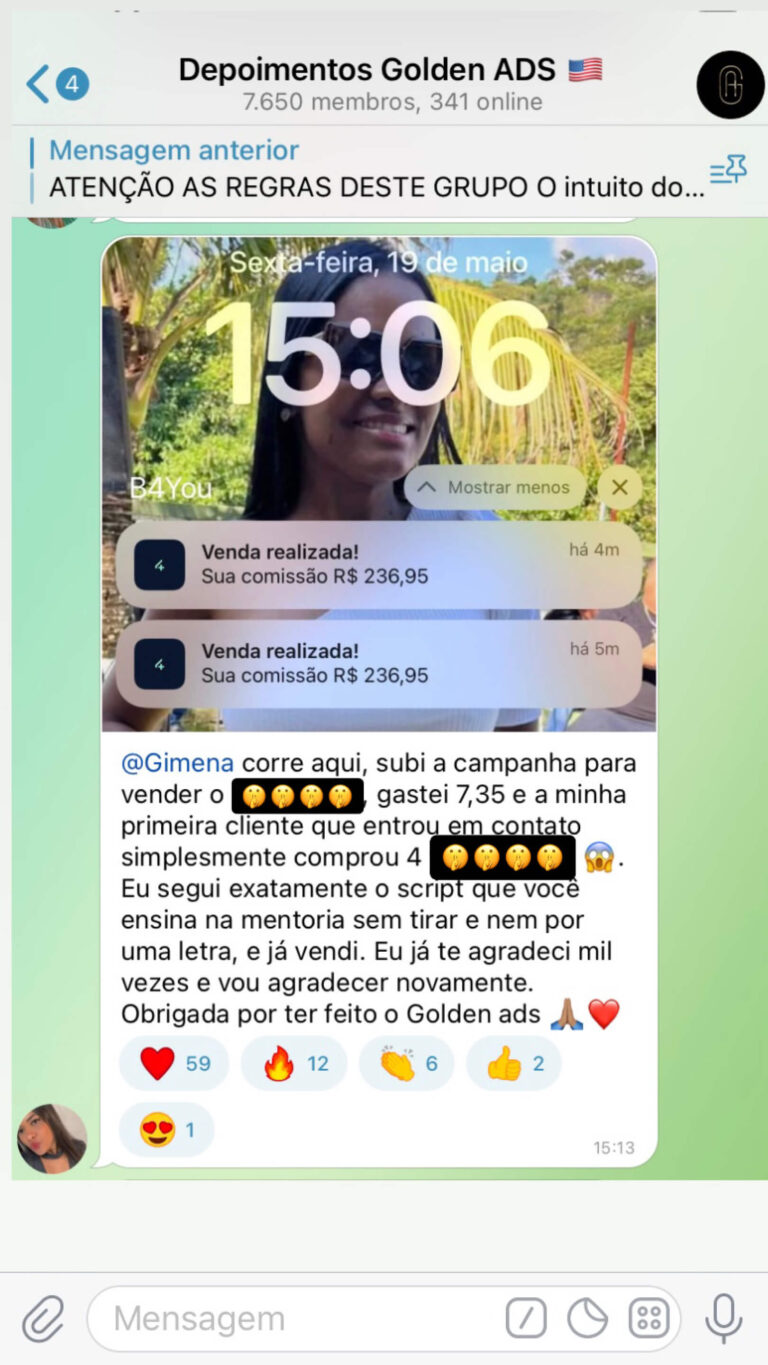 4
Depoimentos Golden ADS 🇺🇸
7.650 membros, 341 online
Mensagem anterior
ATENÇÃO AS REGRAS DESTE GRUPO O intuito do...
Sexta-feira, 19 de maio
15:06
B4You
Mostrar menos
Venda realizada!
há 4m
Sua comissão R$ 236,95
Venda realizada!
há 5m
Sua comissão R$ 236,95
@Gimena corre aqui, subi a campanha para
vender o 🤫🤫🤫🤫, gastei 7,35 e a minha
primeira cliente que entrou em contato
simplesmente comprou 4 🤫🤫🤫🤫 😱.
Eu segui exatamente o script que você
ensina na mentoria sem tirar e nem por
uma letra, e já vendi. Eu já te agradeci mil
vezes e vou agradecer novamente.
Obrigada por ter feito o Golden ads 🙏🏽❤️
❤️ 59 🔥 12 👏 6 👍 2
😍 1
15:13
Mensagem